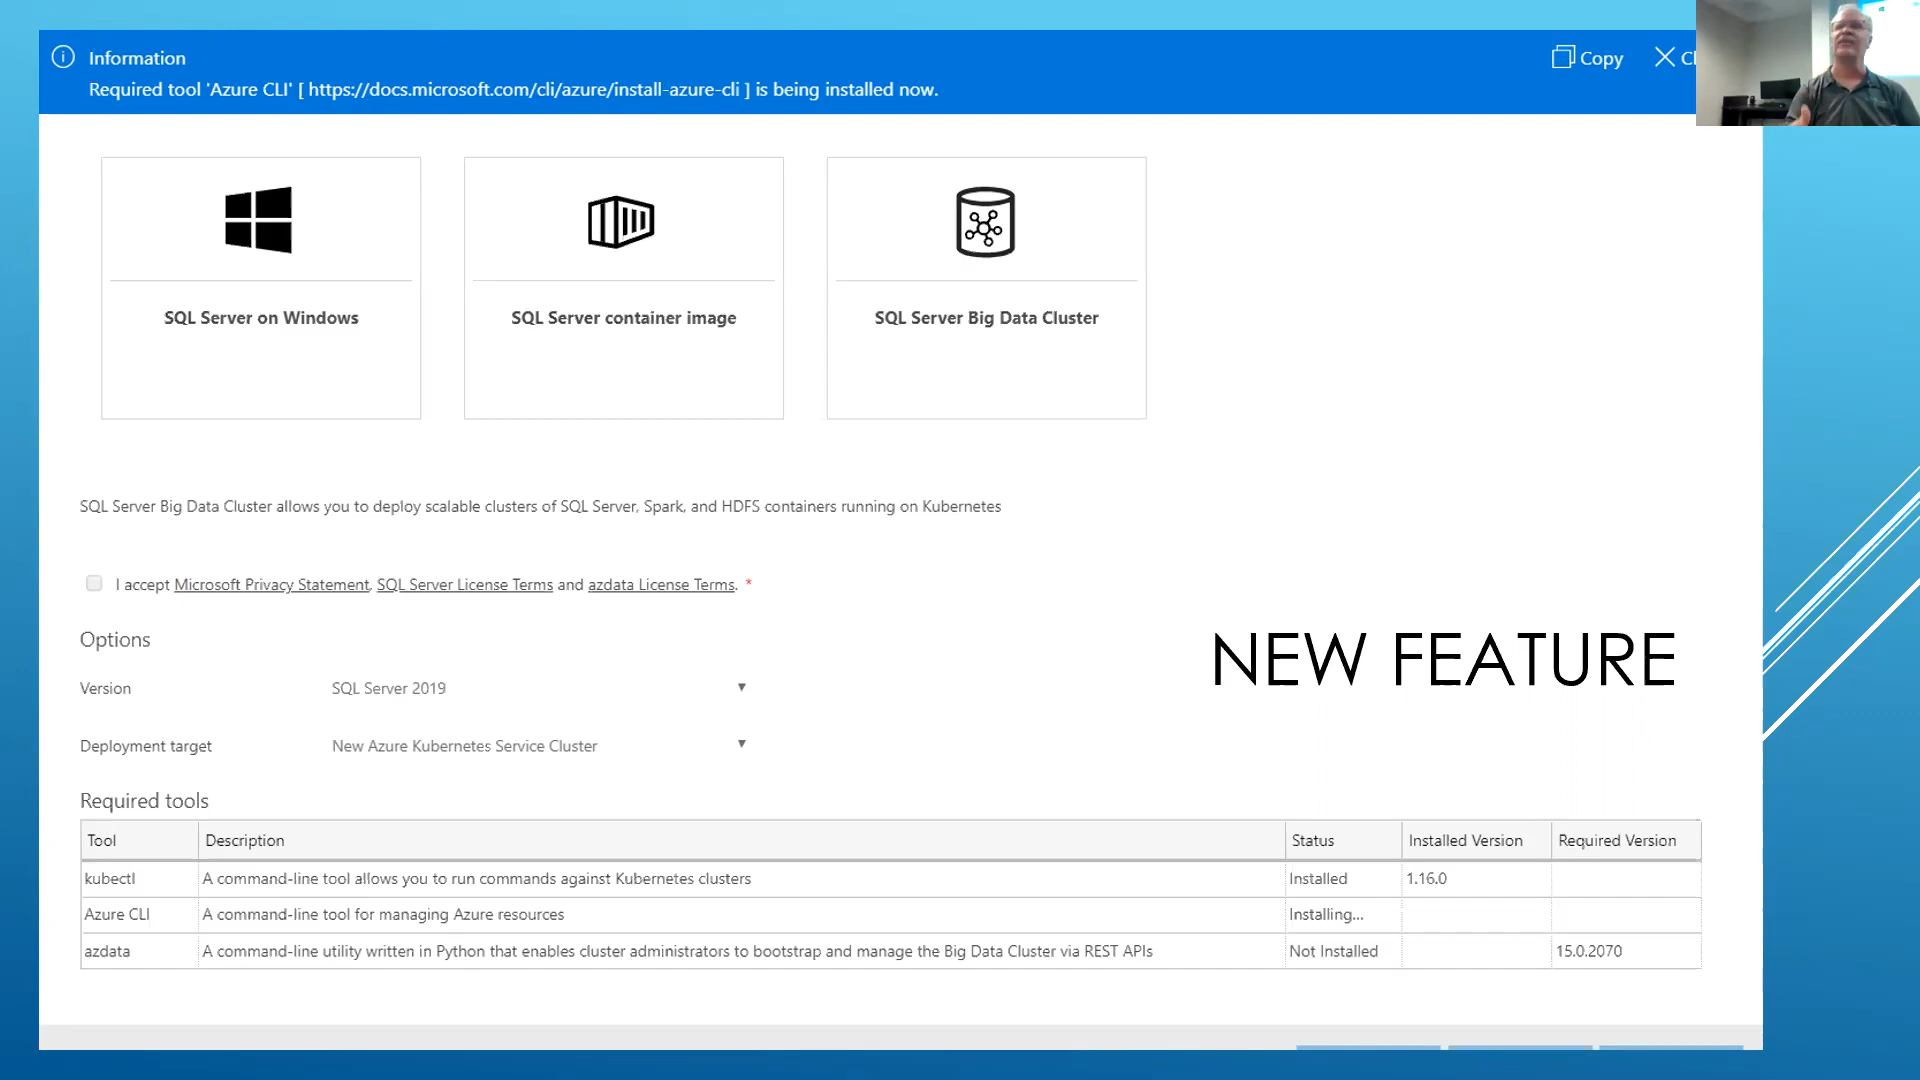 Information
Copy
Required tool 'Azure CLI' [ https://docs.microsoft.com/cli/azure/install-azure-cli ] is being installed now.
SQL Server on Windows
SQL Server container image
SQL Server Big Data Cluster
SQL Server Big Data Cluster allows you to deploy scalable clusters of SQL Server, Spark, and HDFS containers running on Kubernetes
I accept Microsoft Privacy Statement, SQL Server License Terms and azdata License Terms. *
Options
Version SQL Server 2019
NEW FEATURE
Deployment target New Azure Kubernetes Service Cluster
Required tools
Tool Description Status Installed Version Required Version
kubectl A command-line tool allows you to run commands against Kubernetes clusters Installed 1.16.0
Azure CLI A command-line tool for managing Azure resources Installing...
azdata A command-line utility written in Python that enables cluster administrators to bootstrap and manage the Big Data Cluster via REST APIs Not Installed 15.0.2070